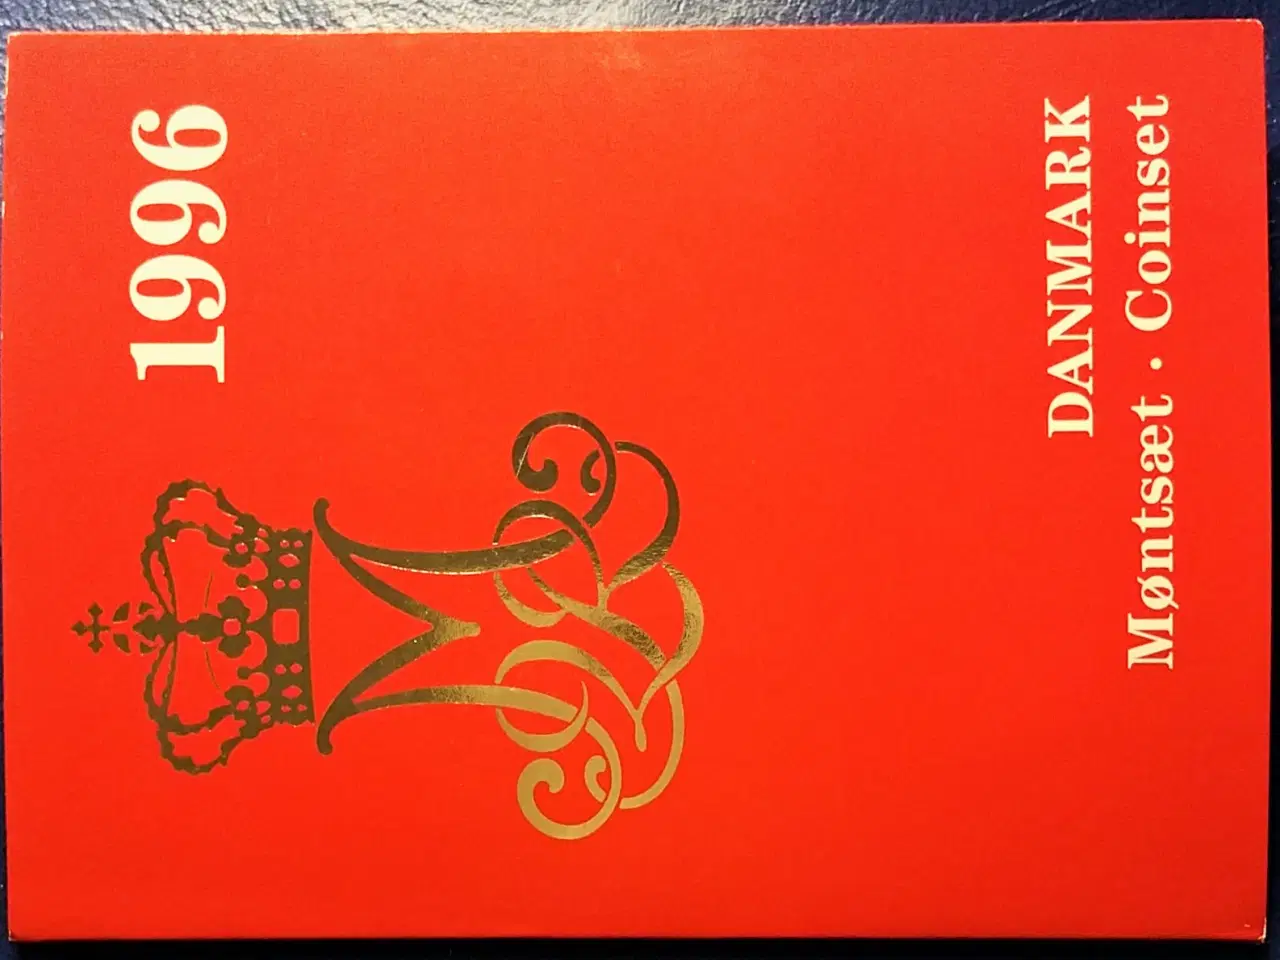 1996
DANMARK
Møntsæt · Coinset